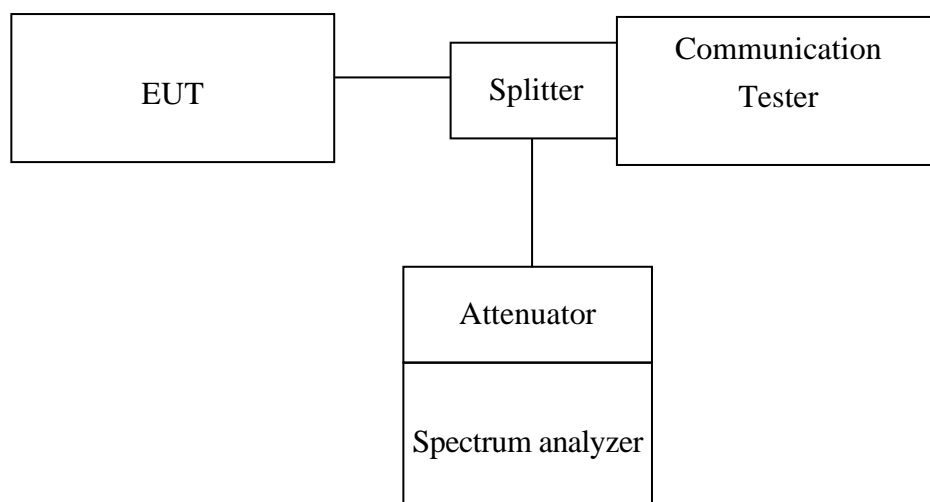 EUT
Splitter
Communication
Tester
Attenuator
Spectrum analyzer